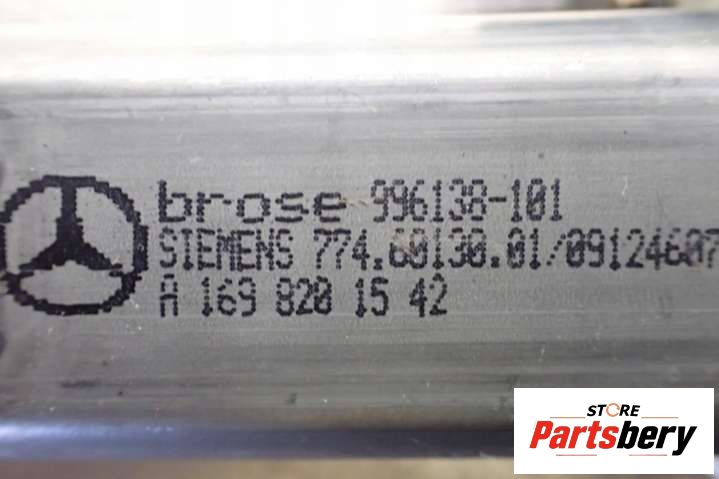 brose 996138-101
SIEMENS 774.60130.01/09124607
A 169 820 15 42
STORE
Partsbery